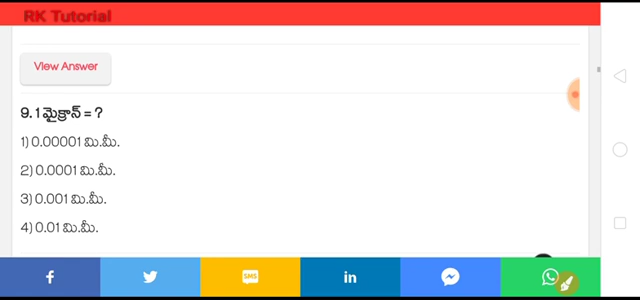 RK Tutorial
View Answer
9. 1 మైక్రాన్ = ?
1) 0.00001 మి.మీ.
2) 0.0001 మి.మీ.
3) 0.001 మి.మీ.
4) 0.01 మి.మీ.
SMS